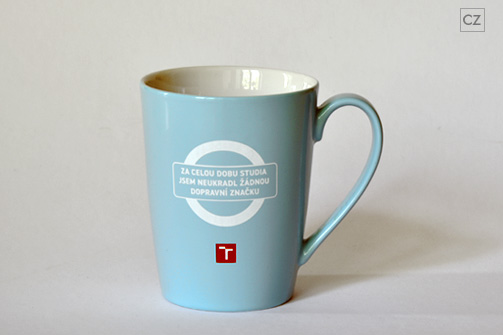 CZ
ZA CELOU DOBU STUDIA
JSEM NEUKRADL ŽÁDNOU
DOPRAVNÍ ZNAČKU
T